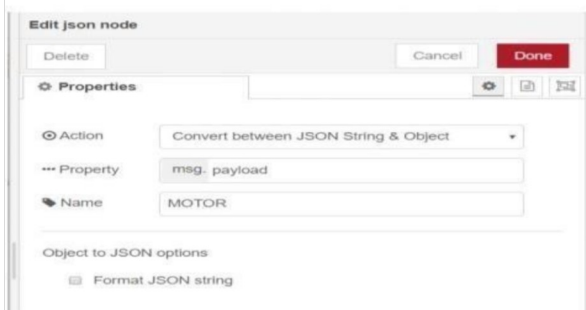 Edit json node
Delete Cancel Done
Properties
Action Convert between JSON String & Object
Property msg. payload
Name MOTOR
Object to JSON options
Format JSON string